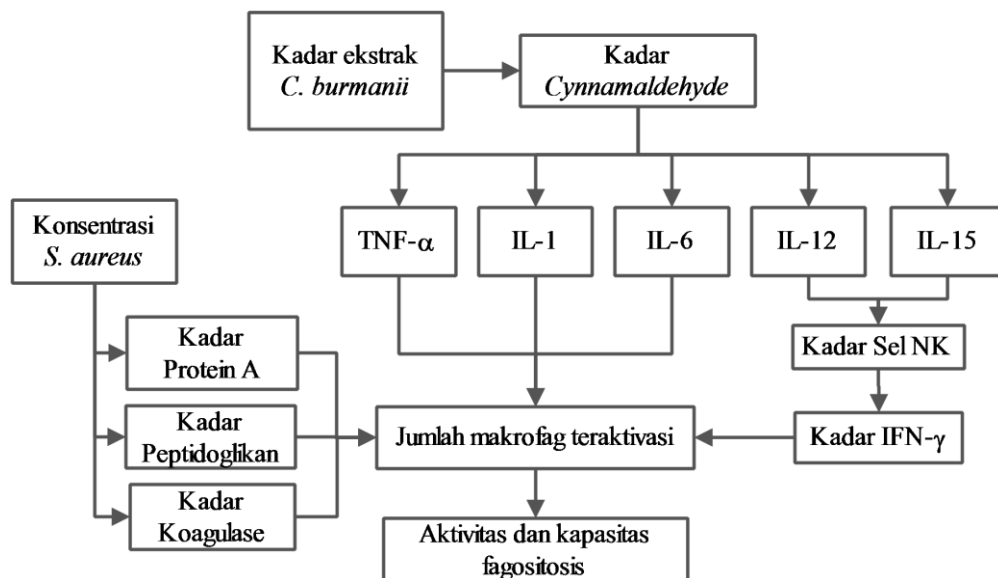 Kadar ekstrak
C. burmanii
Kadar
Cynnamaldehyde
TNF-α
IL-1
IL-6
IL-12
IL-15
Konsentrasi
S. aureus
Kadar
Protein A
Kadar Sel NK
Kadar
Peptidoglikan
Jumlah makrofag teraktivasi
Kadar IFN-γ
Kadar
Koagulase
Aktivitas dan kapasitas
fagositosis